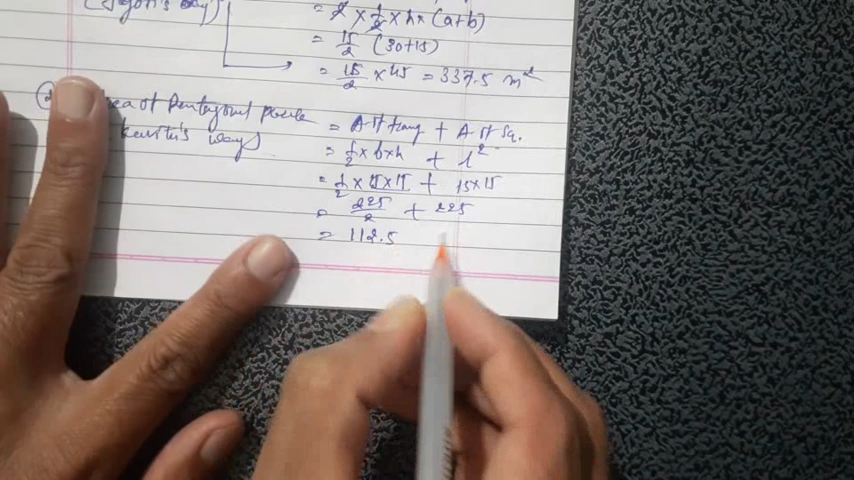 = 2 × 1/2 × h × (a+b)
= 15/2 (30+15)
= 15/2 × 45 = 337.5 m²
Area of Pentagonal
Kavita's way
= A of triang + A of Sq.
= 1/2 × b × h + l²
= 1/2 × 15 × 15 + 15×15
= 225/2 + 225
= 112.5